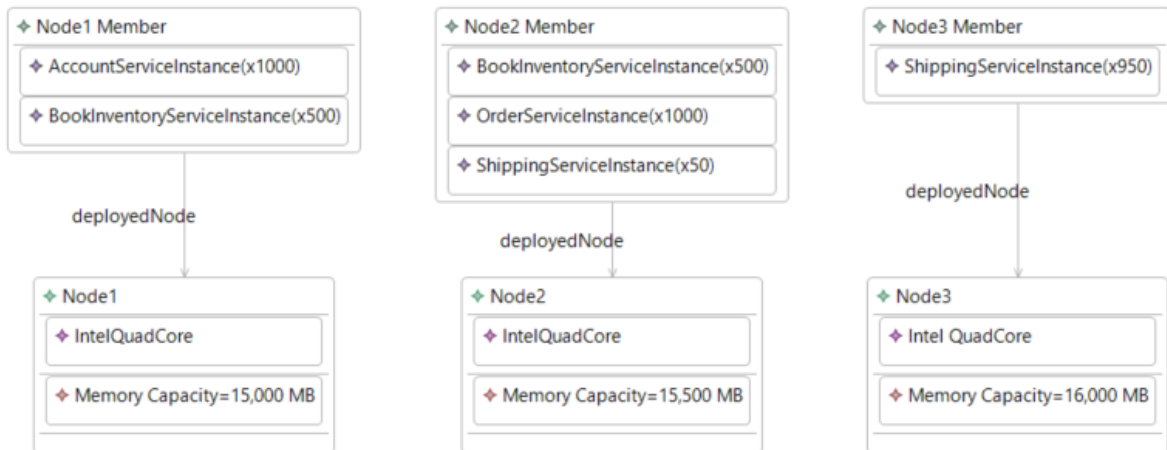 Node1 Member
AccountServiceInstance(x1000)
BookInventoryServiceInstance(x500)
deployedNode
Node1
IntelQuadCore
Memory Capacity=15,000 MB
Node2 Member
BookInventoryServiceInstance(x500)
OrderServiceInstance(x1000)
ShippingServiceInstance(x50)
deployedNode
Node2
IntelQuadCore
Memory Capacity=15,500 MB
Node3 Member
ShippingServiceInstance(x950)
deployedNode
Node3
Intel QuadCore
Memory Capacity=16,000 MB